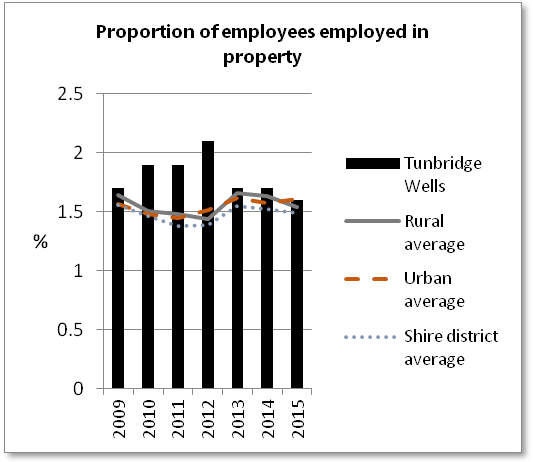 Proportion of employees employed in
property
2.5
2
1.5
1
0.5
0
%
2009
2010
2011
2012
2013
2014
2015
Tunbridge
Wells
Rural
average
Urban
average
Shire district
average